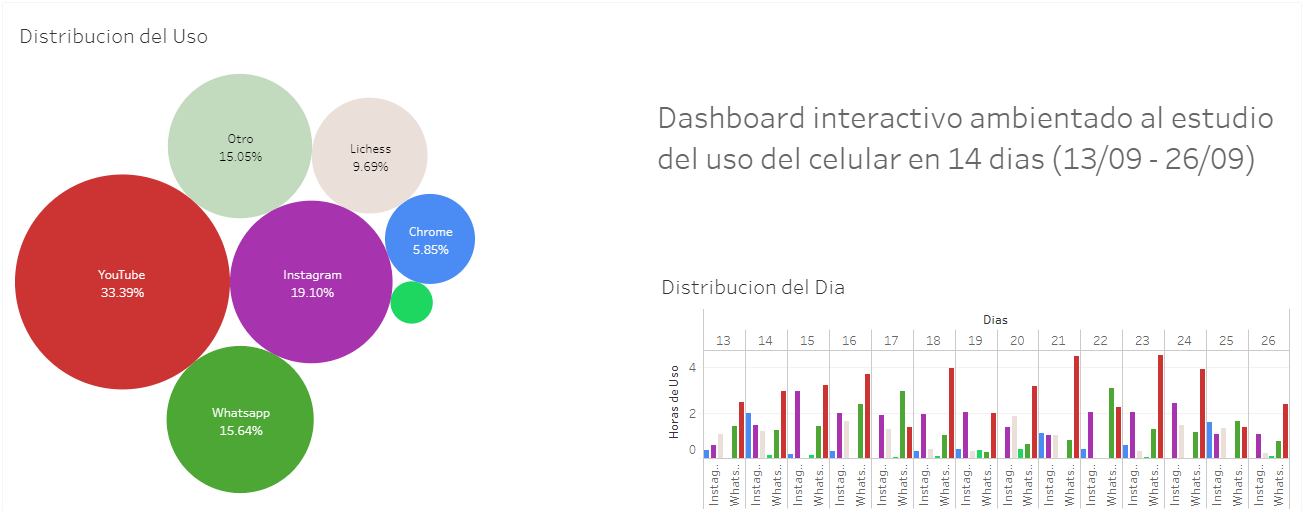 Distribucion del Uso
Otro
15.05%
Lichess
9.69%
Chrome
5.85%
YouTube
33.39%
Instagram
19.10%
Whatsapp
15.64%
Dashboard interactivo ambientado al estudio
del uso del celular en 14 dias (13/09 - 26/09)
Distribucion del Dia
Dias
13 14 15 16 17 18 19 20 21 22 23 24 25 26
Horas de Uso
4
2
0
Instag.. Whats.. Instag.. Whats.. Instag.. Whats.. Instag.. Whats.. Instag.. Whats.. Instag.. Whats.. Instag.. Whats.. Instag.. Whats.. Instag.. Whats.. Instag.. Whats.. Instag.. Whats.. Instag.. Whats.. Instag.. Whats.. Instag.. Whats..